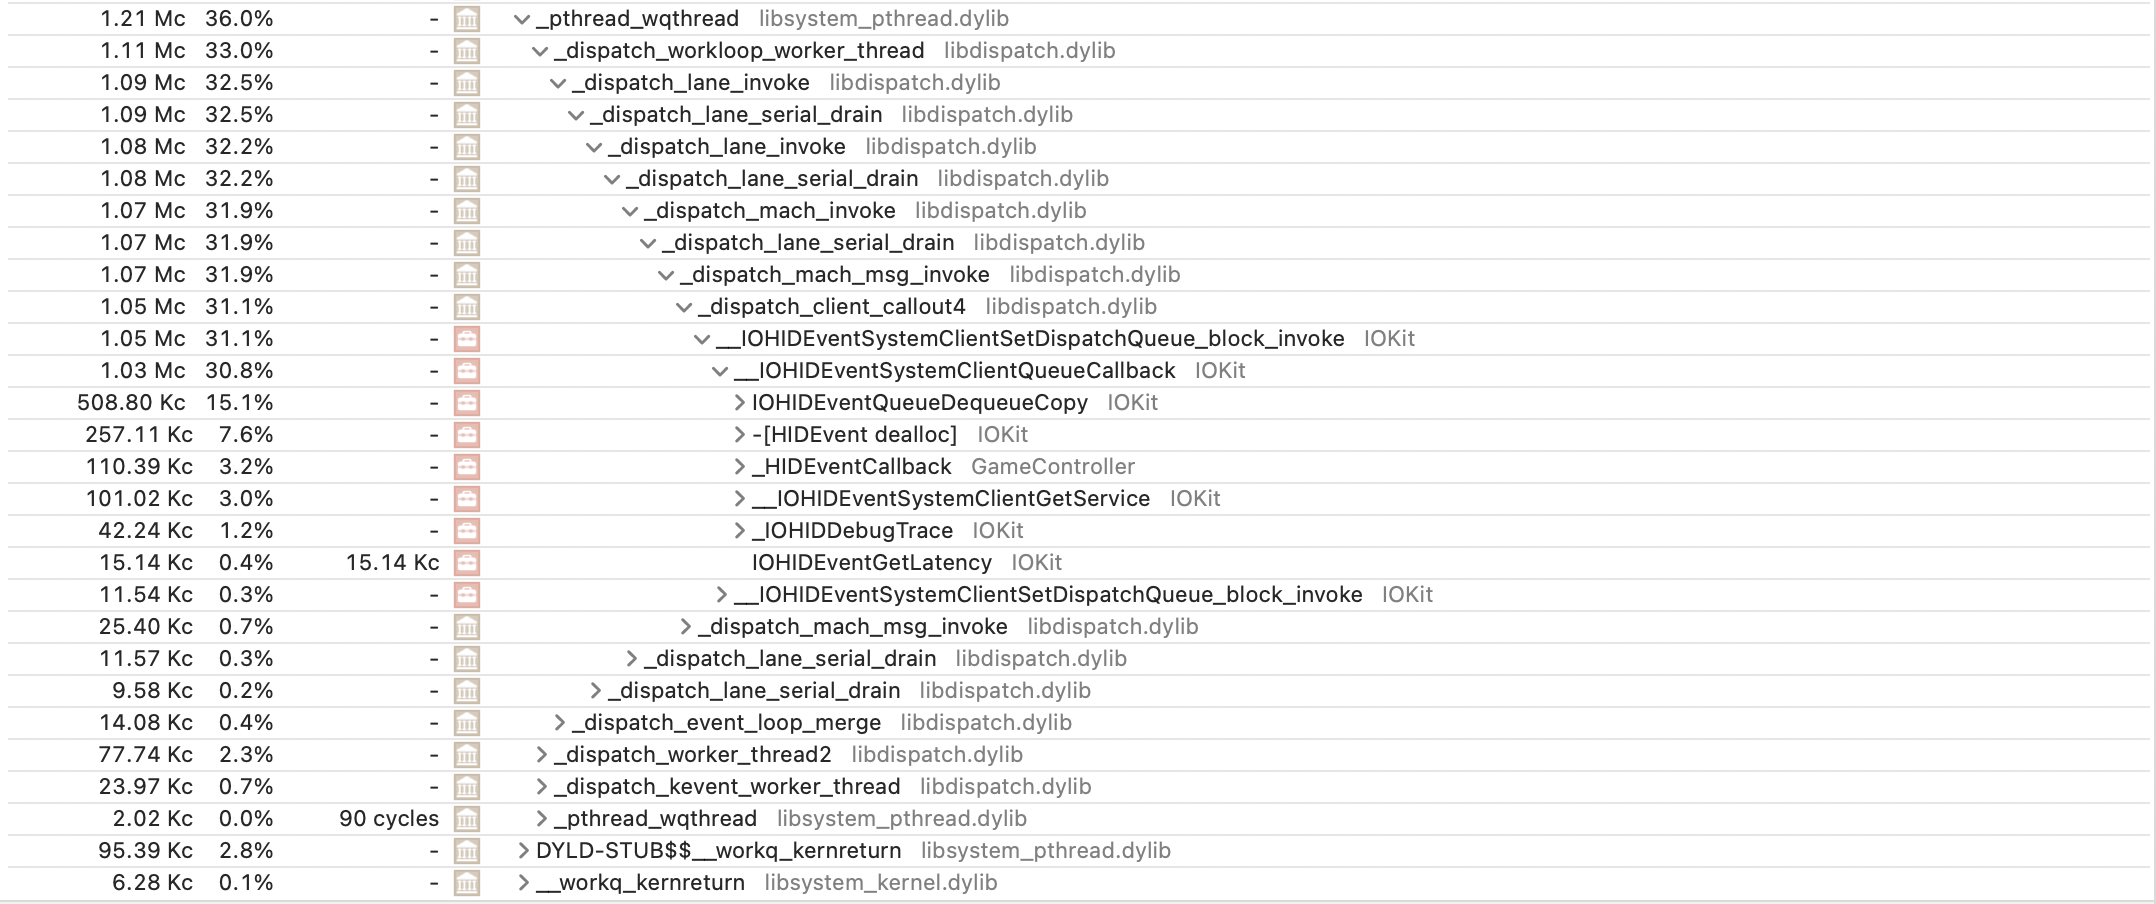 1.21 Mc 36.0% - _pthread_wqthread libsystem_pthread.dylib
1.11 Mc 33.0% - _dispatch_workloop_worker_thread libdispatch.dylib
1.09 Mc 32.5% - _dispatch_lane_invoke libdispatch.dylib
1.09 Mc 32.5% - _dispatch_lane_serial_drain libdispatch.dylib
1.08 Mc 32.2% - _dispatch_lane_invoke libdispatch.dylib
1.08 Mc 32.2% - _dispatch_lane_serial_drain libdispatch.dylib
1.07 Mc 31.9% - _dispatch_mach_invoke libdispatch.dylib
1.07 Mc 31.9% - _dispatch_lane_serial_drain libdispatch.dylib
1.07 Mc 31.9% - _dispatch_mach_msg_invoke libdispatch.dylib
1.05 Mc 31.1% - _dispatch_client_callout4 libdispatch.dylib
1.05 Mc 31.1% - __IOHIDEventSystemClientSetDispatchQueue_block_invoke IOKit
1.03 Mc 30.8% - __IOHIDEventSystemClientQueueCallback IOKit
508.80 Kc 15.1% - IOHIDEventQueueDequeueCopy IOKit
257.11 Kc 7.6% - -[HIDEvent dealloc] IOKit
110.39 Kc 3.2% - _HIDEventCallback GameController
101.02 Kc 3.0% - __IOHIDEventSystemClientGetService IOKit
42.24 Kc 1.2% - _IOHIDDebugTrace IOKit
15.14 Kc 0.4% 15.14 Kc IOHIDEventGetLatency IOKit
11.54 Kc 0.3% - __IOHIDEventSystemClientSetDispatchQueue_block_invoke IOKit
25.40 Kc 0.7% - _dispatch_mach_msg_invoke libdispatch.dylib
11.57 Kc 0.3% - _dispatch_lane_serial_drain libdispatch.dylib
9.58 Kc 0.2% - _dispatch_lane_serial_drain libdispatch.dylib
14.08 Kc 0.4% - _dispatch_event_loop_merge libdispatch.dylib
77.74 Kc 2.3% - _dispatch_worker_thread2 libdispatch.dylib
23.97 Kc 0.7% - _dispatch_kevent_worker_thread libdispatch.dylib
2.02 Kc 0.0% 90 cycles _pthread_wqthread libsystem_pthread.dylib
95.39 Kc 2.8% - DYLD-STUB$$__workq_kernreturn libsystem_pthread.dylib
6.28 Kc 0.1% - __workq_kernreturn libsystem_kernel.dylib